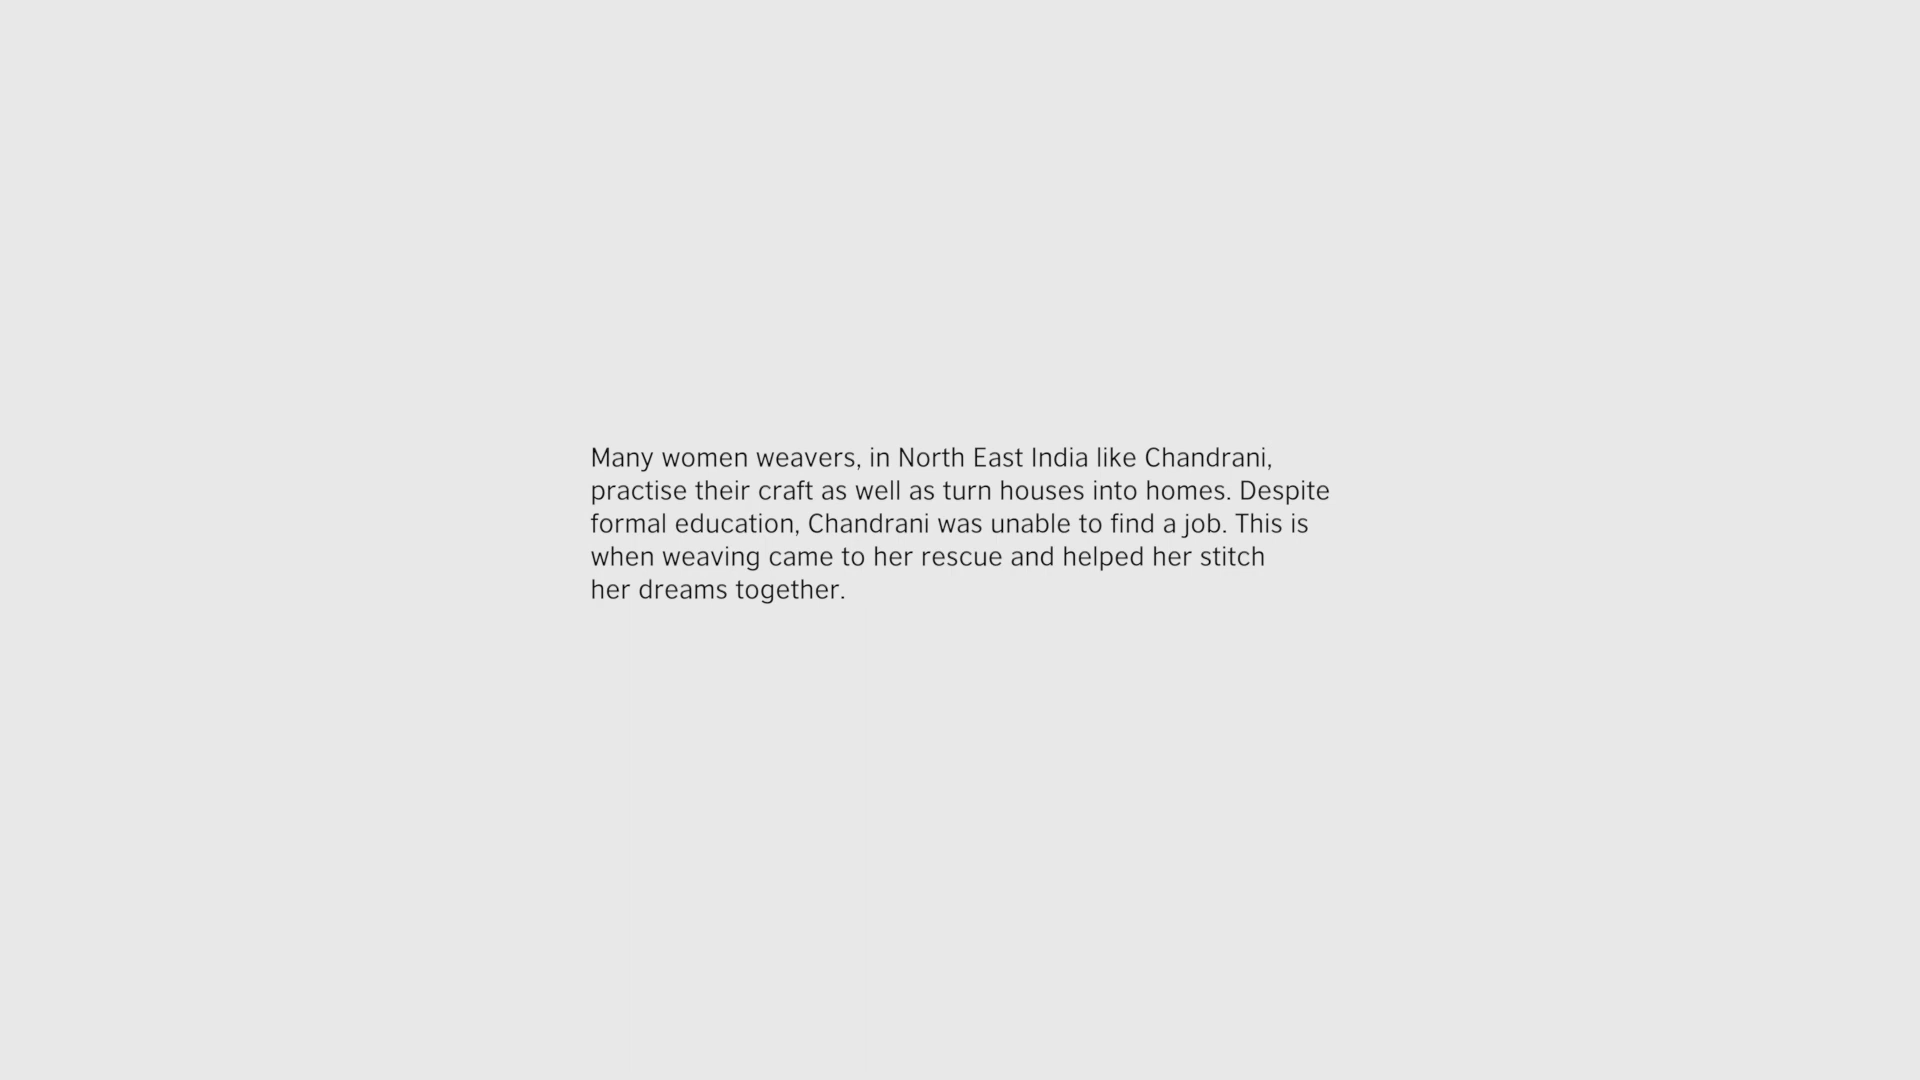 Many women weavers, in North East India like Chandrani,
practise their craft as well as turn houses into homes. Despite
formal education, Chandrani was unable to find a job. This is
when weaving came to her rescue and helped her stitch
her dreams together.